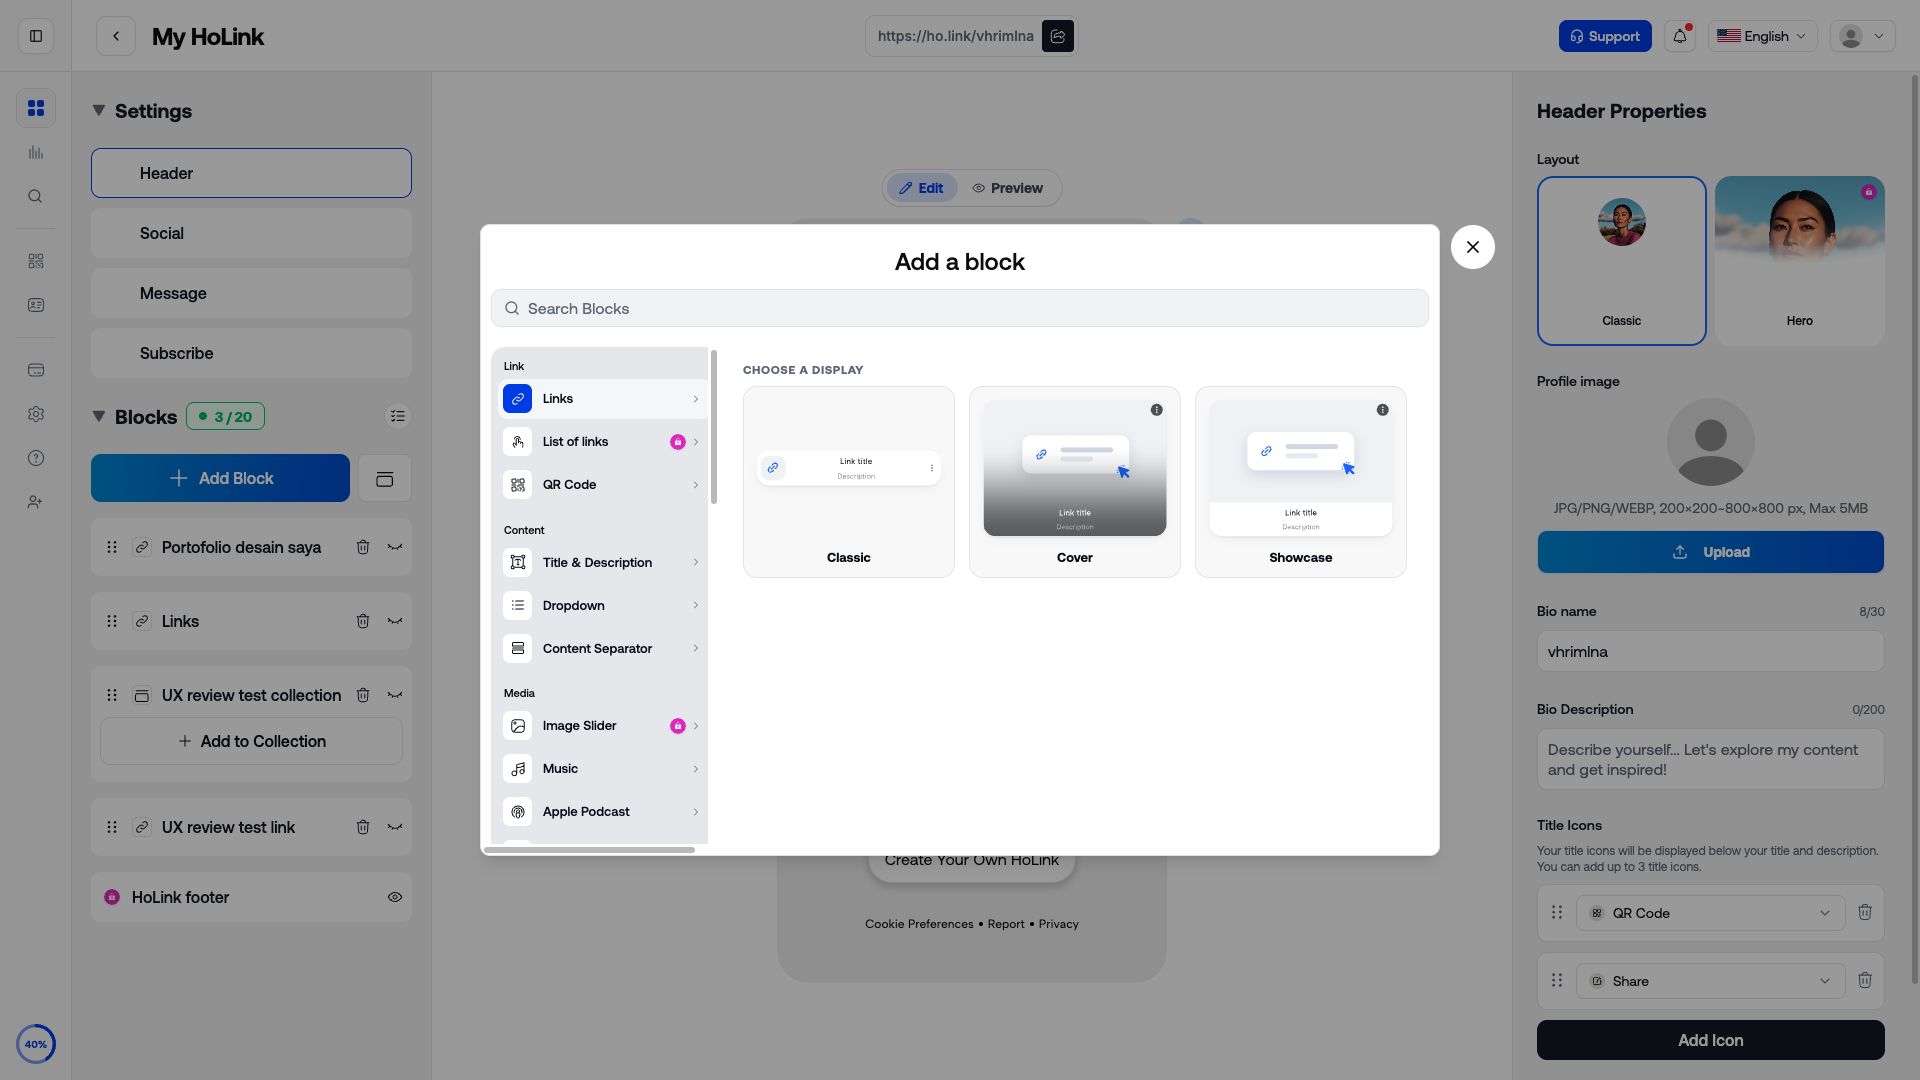 My HoLink
https://ho.link/vhrimlna
Support
English
Settings
Header
Social
Message
Subscribe
Blocks
3 / 20
Add Block
Portofolio desain saya
Links
UX review test collection
Add to Collection
UX review test link
HoLink footer
40%
Edit
Preview
Add a block
Search Blocks
Link
Links
List of links
QR Code
Content
Title & Description
Dropdown
Content Separator
Media
Image Slider
Music
Apple Podcast
CHOOSE A DISPLAY
Link title
Description
Classic
Link title
Description
Cover
Link title
Description
Showcase
Create Your Own HoLink
Cookie Preferences • Report • Privacy
Header Properties
Layout
Classic
Hero
Profile image
JPG/PNG/WEBP, 200×200~800×800 px, Max 5MB
Upload
Bio name
8/30
vhrimlna
Bio Description
0/200
Describe yourself... Let's explore my content
and get inspired!
Title Icons
Your title icons will be displayed below your title and description.
You can add up to 3 title icons.
QR Code
Share
Add Icon